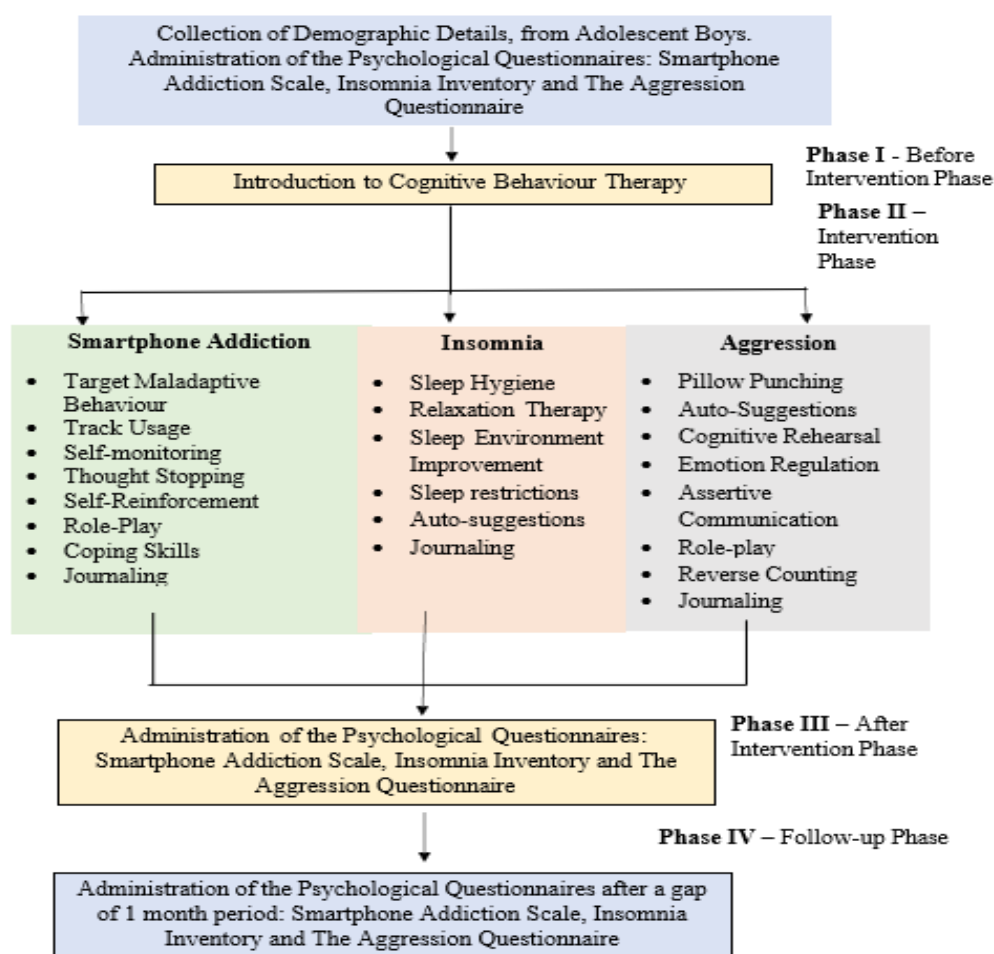 Collection of Demographic Details, from Adolescent Boys.
Administration of the Psychological Questionnaires: Smartphone
Addiction Scale, Insomnia Inventory and The Aggression
Questionnaire
Phase I - Before
Intervention Phase
Introduction to Cognitive Behaviour Therapy
Phase II –
Intervention
Phase
Smartphone Addiction
• Target Maladaptive
Behaviour
• Track Usage
• Self-monitoring
• Thought Stopping
• Self-Reinforcement
• Role-Play
• Coping Skills
• Journaling
Insomnia
• Sleep Hygiene
• Relaxation Therapy
• Sleep Environment
Improvement
• Sleep restrictions
• Auto-suggestions
• Journaling
Aggression
• Pillow Punching
• Auto-Suggestions
• Cognitive Rehearsal
• Emotion Regulation
• Assertive
Communication
• Role-play
• Reverse Counting
• Journaling
Phase III – After
Intervention Phase
Administration of the Psychological Questionnaires:
Smartphone Addiction Scale, Insomnia Inventory and The
Aggression Questionnaire
Phase IV – Follow-up Phase
Administration of the Psychological Questionnaires after a gap
of 1 month period: Smartphone Addiction Scale, Insomnia
Inventory and The Aggression Questionnaire